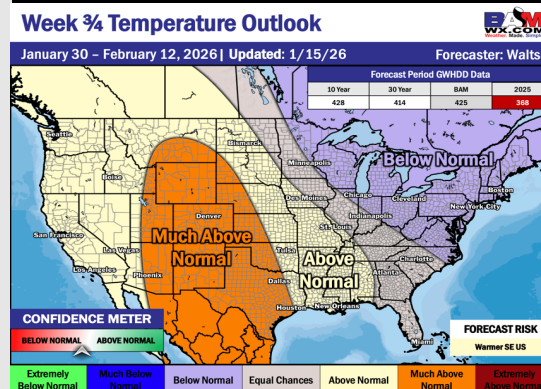 Week ¾ Temperature Outlook
BAM
WX.COM
Weather. Made. Simple
January 30 – February 12, 2026 | Updated: 1/15/26
Forecaster: Walts
Forecast Period GWHDD Data
10 Year 30 Year BAM 2025
428 414 425 368
Seattle
Bismarck
Minneapolis
Below Normal
Boise
Boston
Des Moines
Chicago
Cleveland
New York City
Indianapolis
Denver
St. Louis
San Francisco
Much Above
Normal
Las Vegas
Tulsa
Above
Normal
Charlotte
Los Angeles
Phoenix
Dallas
Atlanta
Houston
New Orleans
Miami
CONFIDENCE METER
BELOW NORMAL
ABOVE NORMAL
FORECAST RISK
Warmer SE US
Extremely
Below Normal
Much Below
Normal
Below Normal
Equal Chances
Above Normal
Much Above
Normal
Extremely
Above Normal